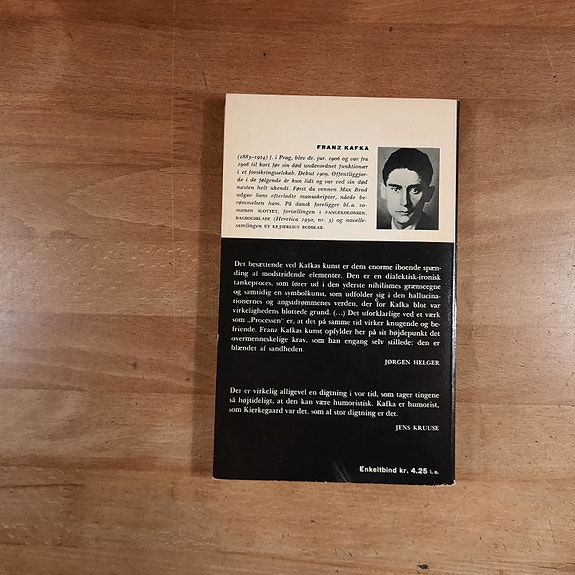 FRANZ KAFKA
(1883-1924) f. i Prag, blev dr. jur. 1906 og var fra
1908 til kort før sin død underordnet funktionær
i et forsikringsselskab. Debut 1909. Offentliggjor-
de i de følgende år kun lidt og var ved sin død
næsten helt ukendt. Først da vennen Max Brod
udgav hans efterladte manuskripter, nåede be-
rømmelsen ham. På dansk foreligger bl. a. ro-
manen SLOTTET, fortællingen I FANGEKOLONIEN,
DAGBOGSBLADE (Heretica 1950, nr. 3) og novelle-
samlingen ET KEJSERLIGT BUDSKAB.
Det besættende ved Kafkas kunst er dens enorme iboende spæn-
ding af modstridende elementer. Den er en dialektisk-ironisk
tankeproces, som fører ud i den yderste nihilismes grænseegne
og samtidig en symbolkunst, som udfolder sig i den hallucina-
tionernes og angstdrømmenes verden, der for Kafka blot var
virkelighedens blottede grund. (...) Det uforklarlige ved et værk
som „Processen" er, at det på samme tid virker knugende og be-
friende. Franz Kafkas kunst opfylder her på sit højdepunkt det
overmenneskelige krav, som han engang selv stillede: den er
blændet af sandheden.
JØRGEN HELGER
Der er virkelig alligevel en digtning i vor tid, som tager tingene
så højtideligt, at den kan være humoristisk. Kafka er humorist,
som Kierkegaard var det, som al stor digtning er det.
JENS KRUUSE
Enkeltbind kr. 4.25 i. o.